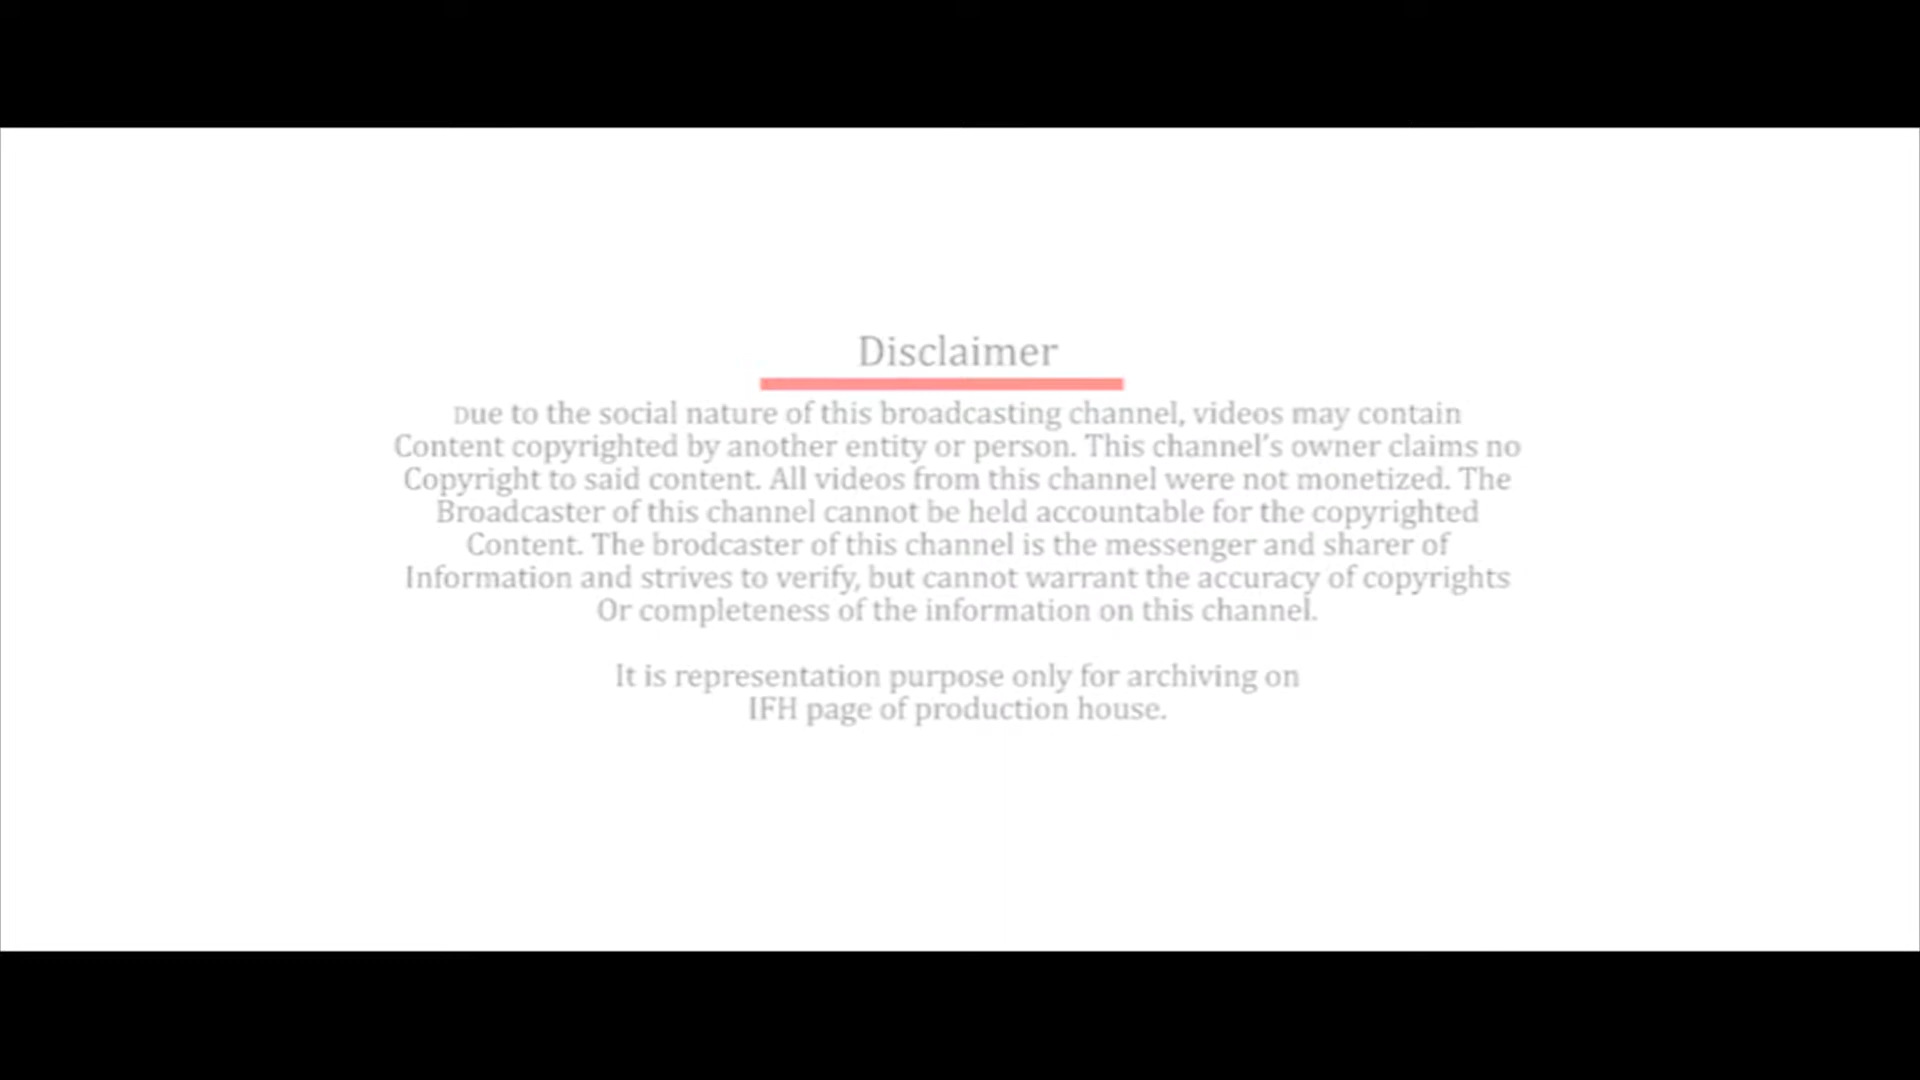 Disclaimer
Due to the social nature of this broadcasting channel, videos may contain
Content copyrighted by another entity or person. This channel's owner claims no
Copyright to said content. All videos from this channel were not monetized. The
Broadcaster of this channel cannot be held accountable for the copyrighted
Content. The brodcaster of this channel is the messenger and sharer of
Information and strives to verify, but cannot warrant the accuracy of copyrights
Or completeness of the information on this channel.
It is representation purpose only for archiving on
IFH page of production house.